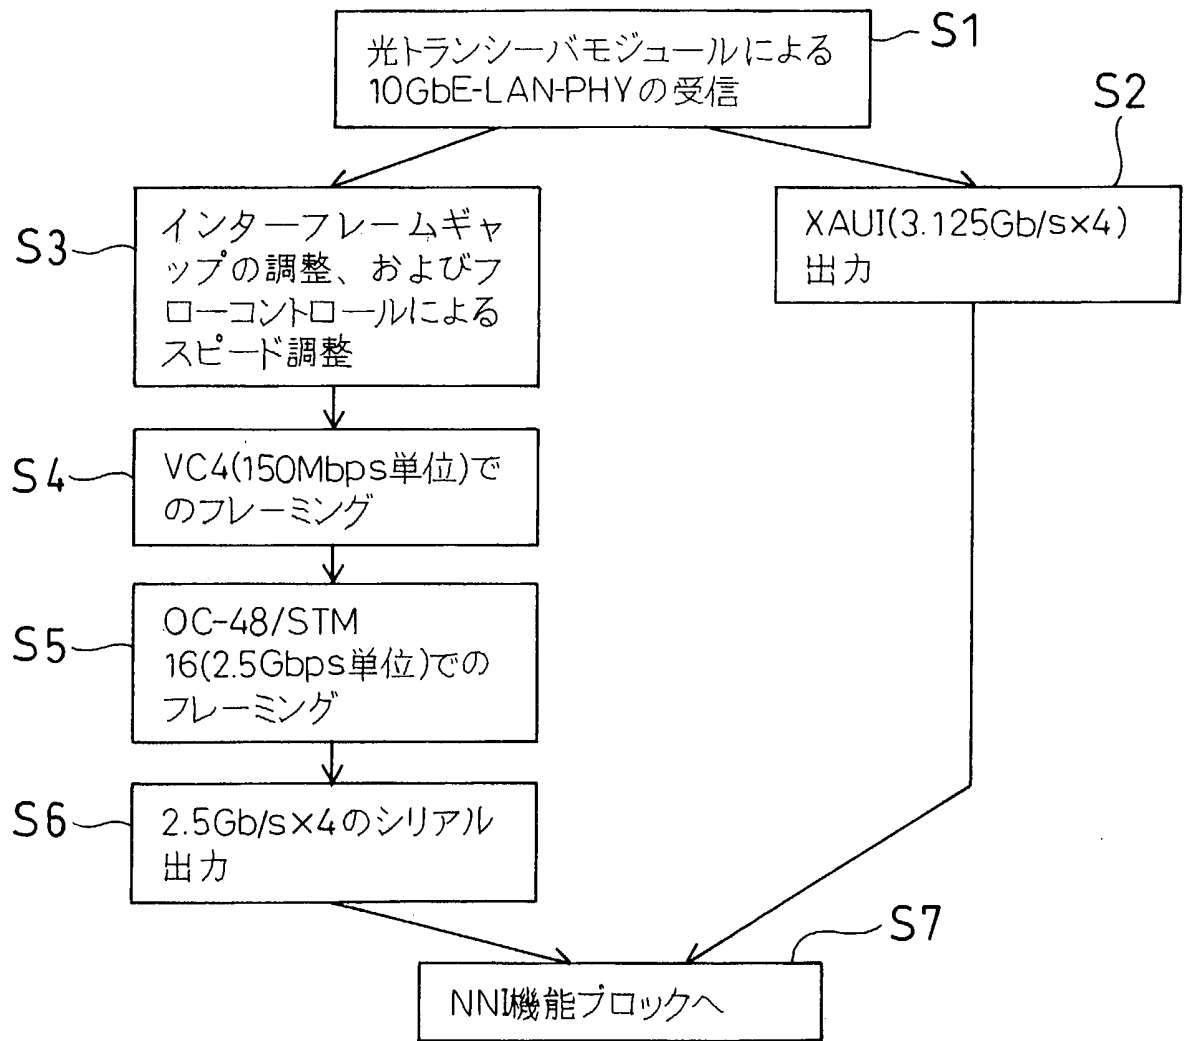 S1
光トランシーバモジュールによる
10GbE-LAN-PHYの受信
S2
XAUI(3.125Gb/s×4)
出力
S3
インターフレームギャ
ップの調整、およびフ
ローコントロールによる
スピード調整
S4
VC4(150Mbps単位)で
のフレーミング
S5
OC-48/STM
16(2.5Gbps単位)での
フレーミング
S6
2.5Gb/s×4のシリアル
出力
S7
NNI機能ブロックへ